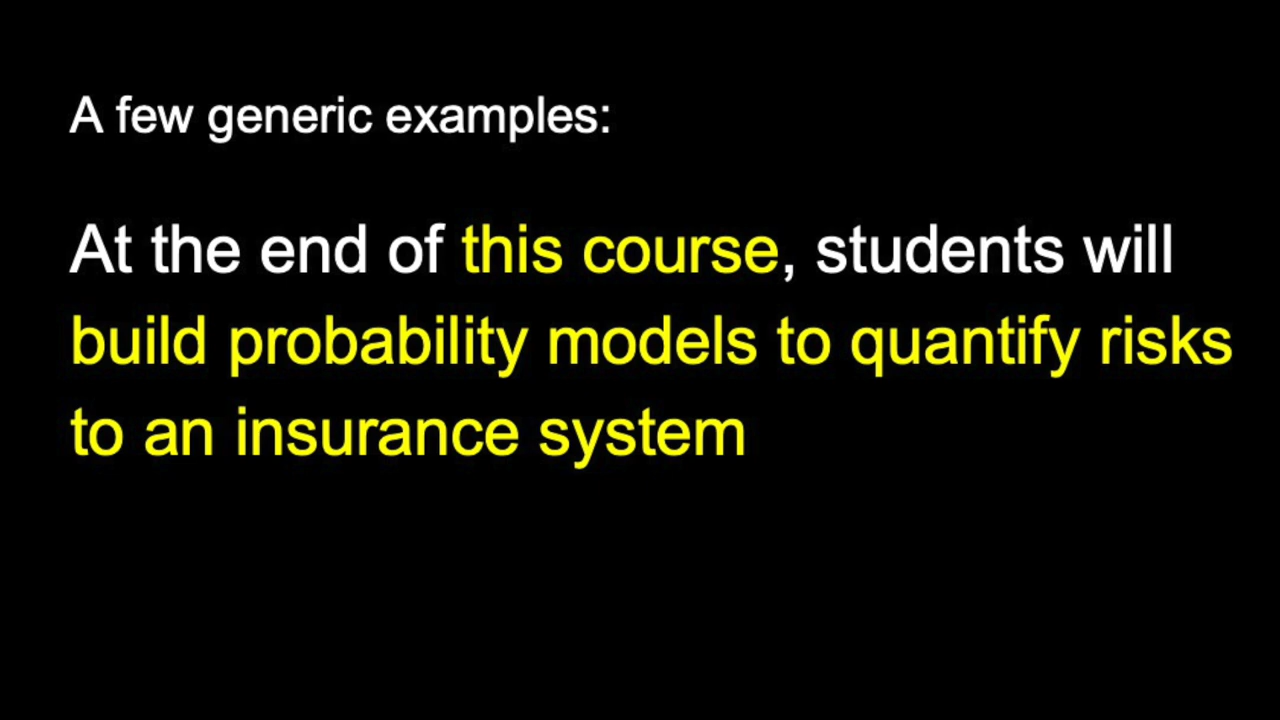 A few generic examples:
At the end of this course, students will
build probability models to quantify risks
to an insurance system